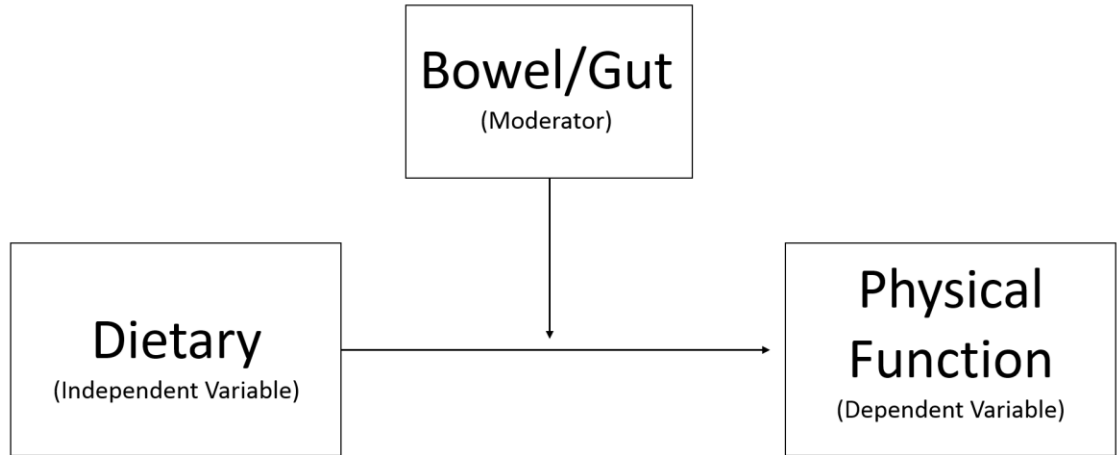 Bowel/Gut
(Moderator)
Dietary
(Independent Variable)
Physical
Function
(Dependent Variable)